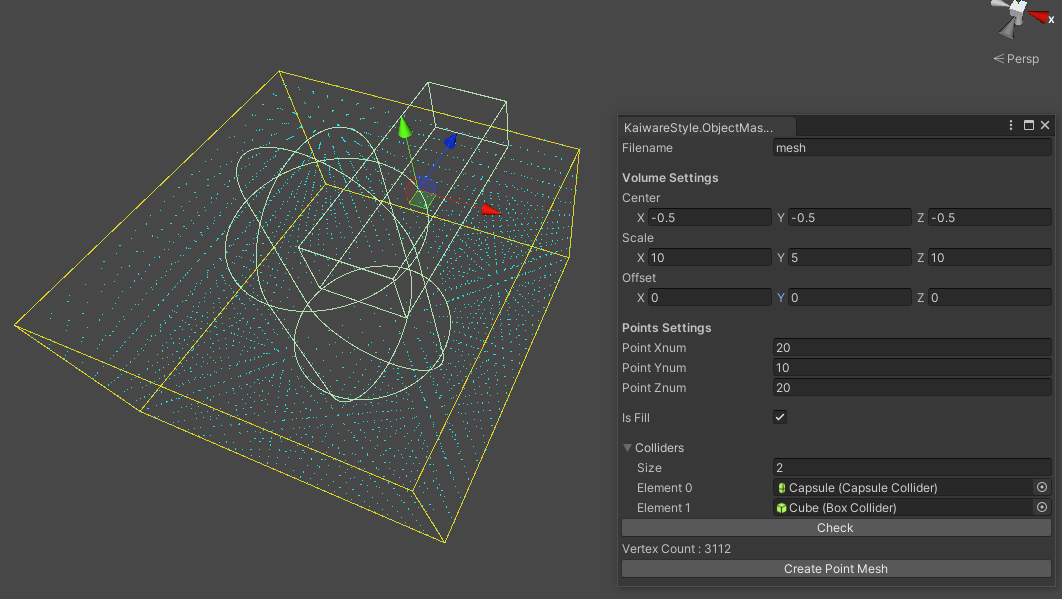 x
< Persp
KaiwareStyle.ObjectMas...
Filename mesh
Volume Settings
Center
X -0.5 Y -0.5 Z -0.5
Scale
X 10 Y 5 Z 10
Offset
X 0 Y 0 Z 0
Points Settings
Point Xnum 20
Point Ynum 10
Point Znum 20
Is Fill
Colliders
Size 2
Element 0 Capsule (Capsule Collider)
Element 1 Cube (Box Collider)
Check
Vertex Count : 3112
Create Point Mesh